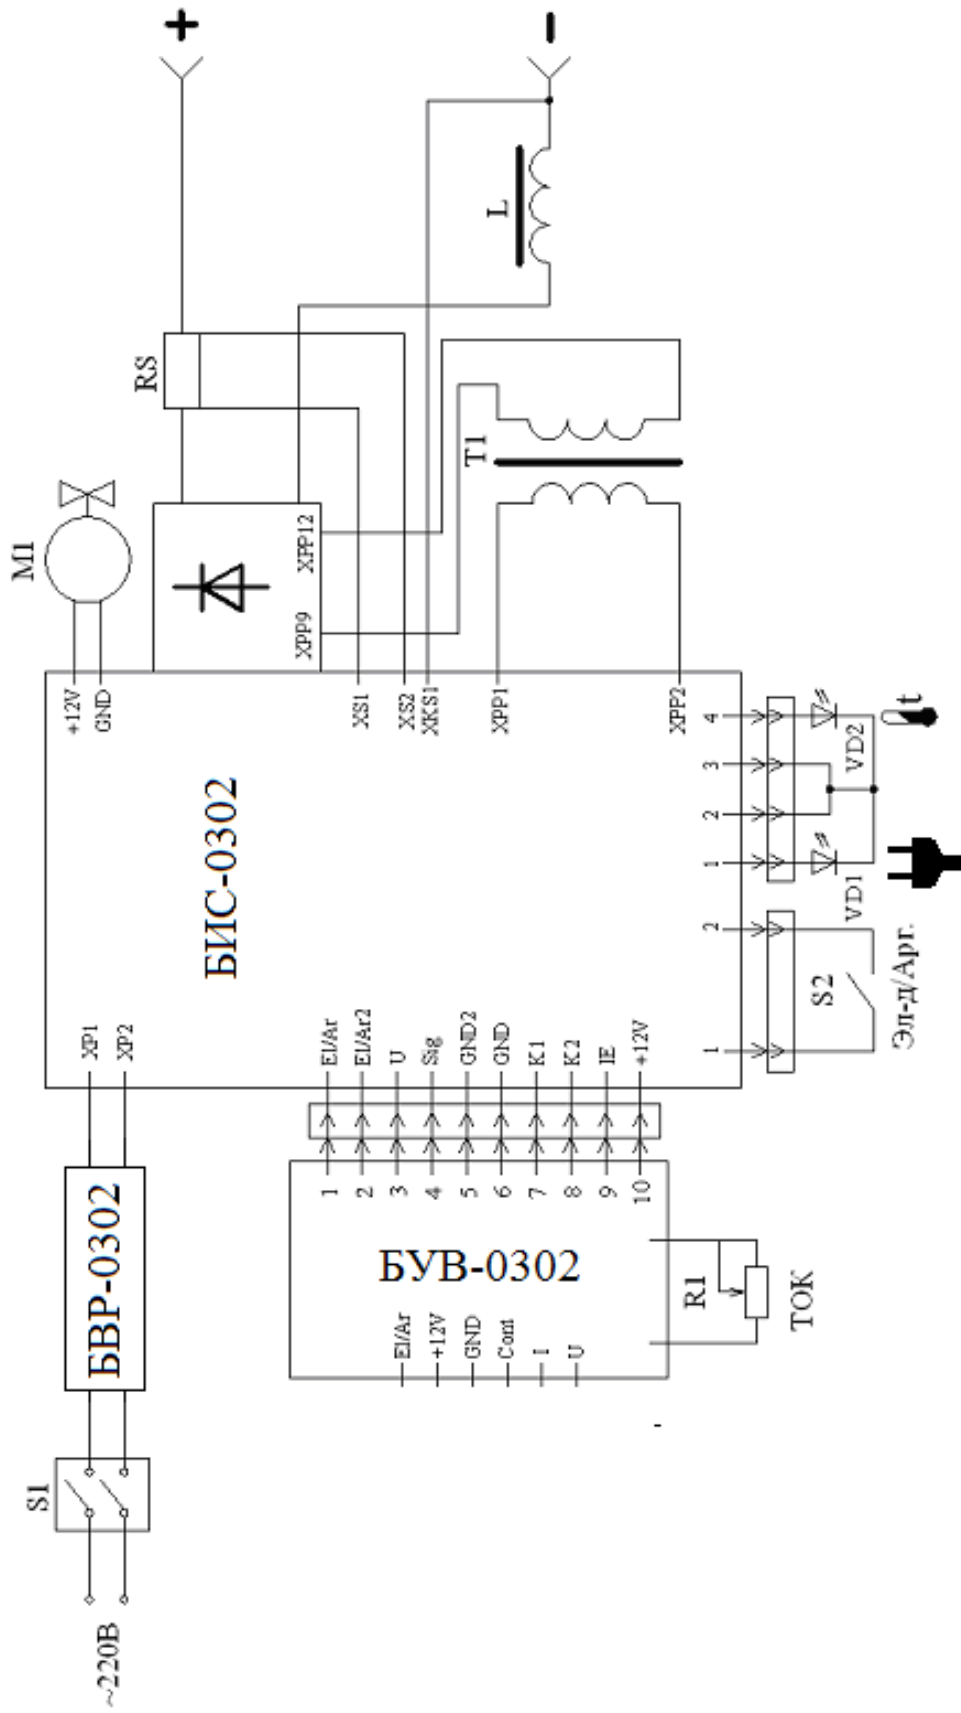 ~220В
S1
БВР-0302
XP1
XP2
БИС-0302
+12V
GND
M1
RS
+
-
L
T1
XPP9
XPP12
XS1
XS2
XKS1
XPP1
XPP2
БУВ-0302
El/Ar
+12V
GND
Cont
I
U
1
2
3
4
5
6
7
8
9
10
El/Ar
El/Ar2
U
Sig
GND2
GND
K1
K2
IE
+12V
R1
ТОК
1
2
S2
Эл-д/Арг.
1
2
3
4
VD1
VD2
t